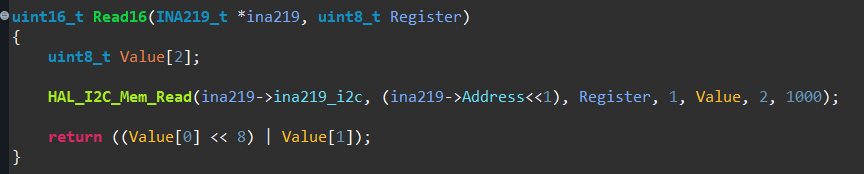 uint16_t Read16(INA219_t *ina219, uint8_t Register)
{
    uint8_t Value[2];

    HAL_I2C_Mem_Read(ina219->ina219_i2c, (ina219->Address<<1), Register, 1, Value, 2, 1000);

    return ((Value[0] << 8) | Value[1]);
}